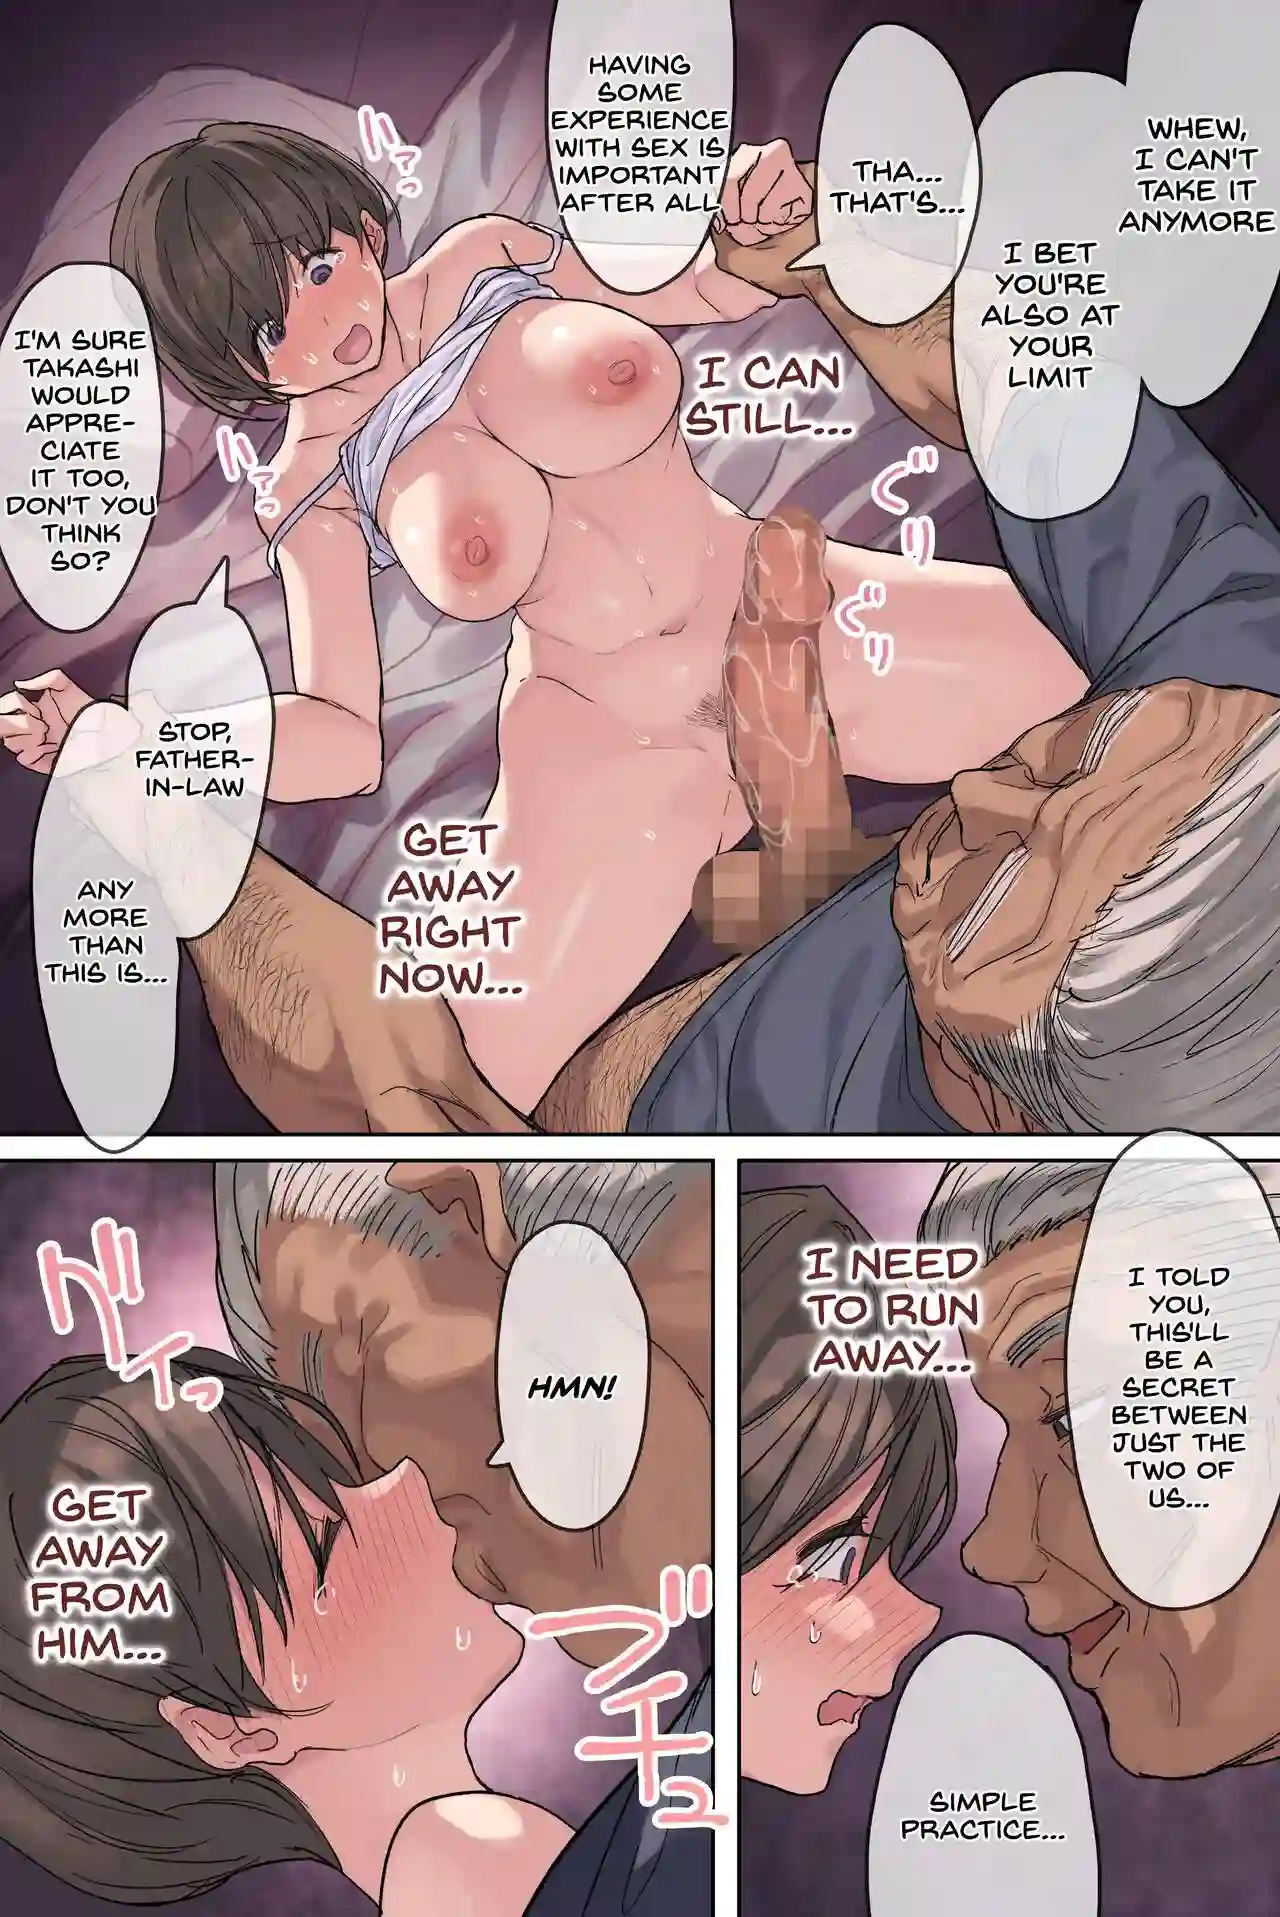 WHEW,
I CAN'T
TAKE IT
ANYMORE
I BET
YOU'RE
ALSO AT
YOUR
LIMIT
THA...
THAT'S...
HAVING
SOME
EXPERIENCE
WITH SEX IS
IMPORTANT
AFTER ALL
I'M SURE
TAKASHI
WOULD
APPRE-
CIATE
IT TOO,
DON'T YOU
THINK
SO?
STOP,
FATHER-
IN-LAW
ANY
MORE
THAN
THIS IS...
I CAN
STILL...
GET
AWAY
RIGHT
NOW...
ハァっ
ハァっ
ぐり
ぐり
I TOLD
YOU,
THIS'LL
BE A
SECRET
BETWEEN
JUST THE
TWO OF
US...
I NEED
TO RUN
AWAY...
SIMPLE
PRACTICE...
HMN!
グイっ
GET
AWAY
FROM
HIM...
ブチュ